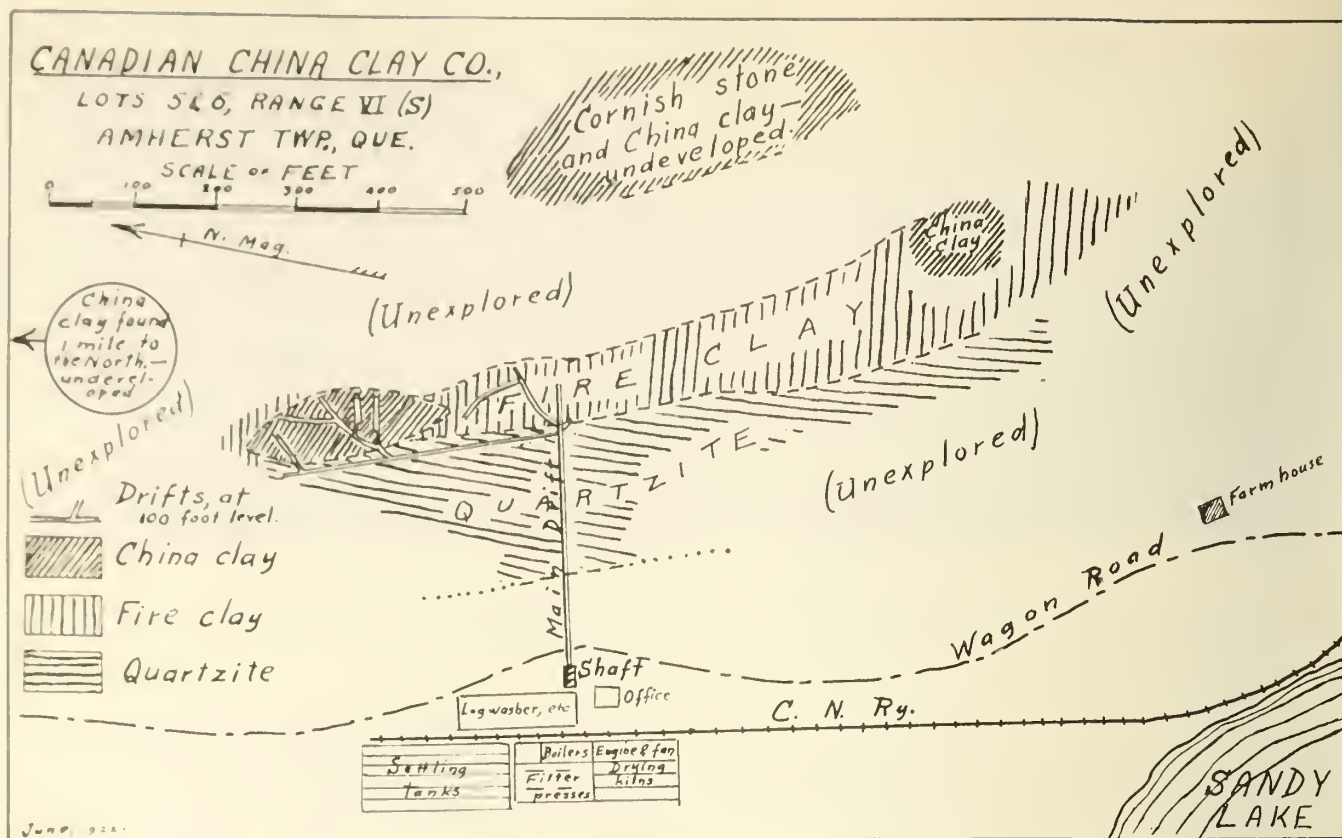 CANADIAN CHINA CLAY CO.,
LOTS 5 & 6, RANGE VI (S)
AMHERST TWP., QUE.
SCALE OF FEET
0 100 200 300 400 500
N. Mag.
Cornish stone
and China clay—
undeveloped.
China
clay found
1 mile to
the North,—
undevel-
oped
(Unexplored)
(Unexplored)
(Unexplored)
(Unexplored)
China
Clay
FIRE CLAY
QUARTZITE.
Main Drift
Drifts, at
100 foot level.
China clay
Fire clay
Quartzite
Farmhouse
Wagon Road
Shaft
Office
Logwasher, etc
C. N. Ry.
Settling
tanks
Boilers
Engine & fan
Filter
presses
Drying
kilns
SANDY
LAKE
June,